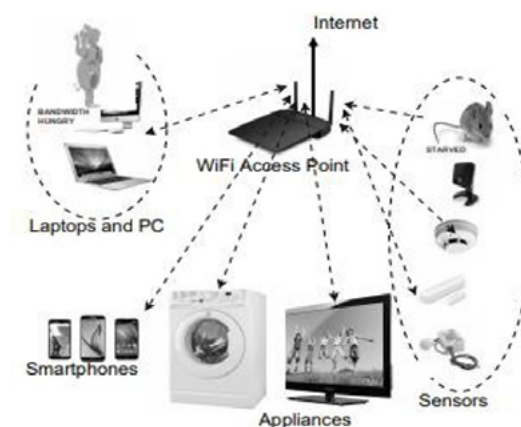 Internet
BANDWIDTH
HUNGRY
STARVED
WiFi Access Point
Laptops and PC
Smartphones
Appliances
Sensors